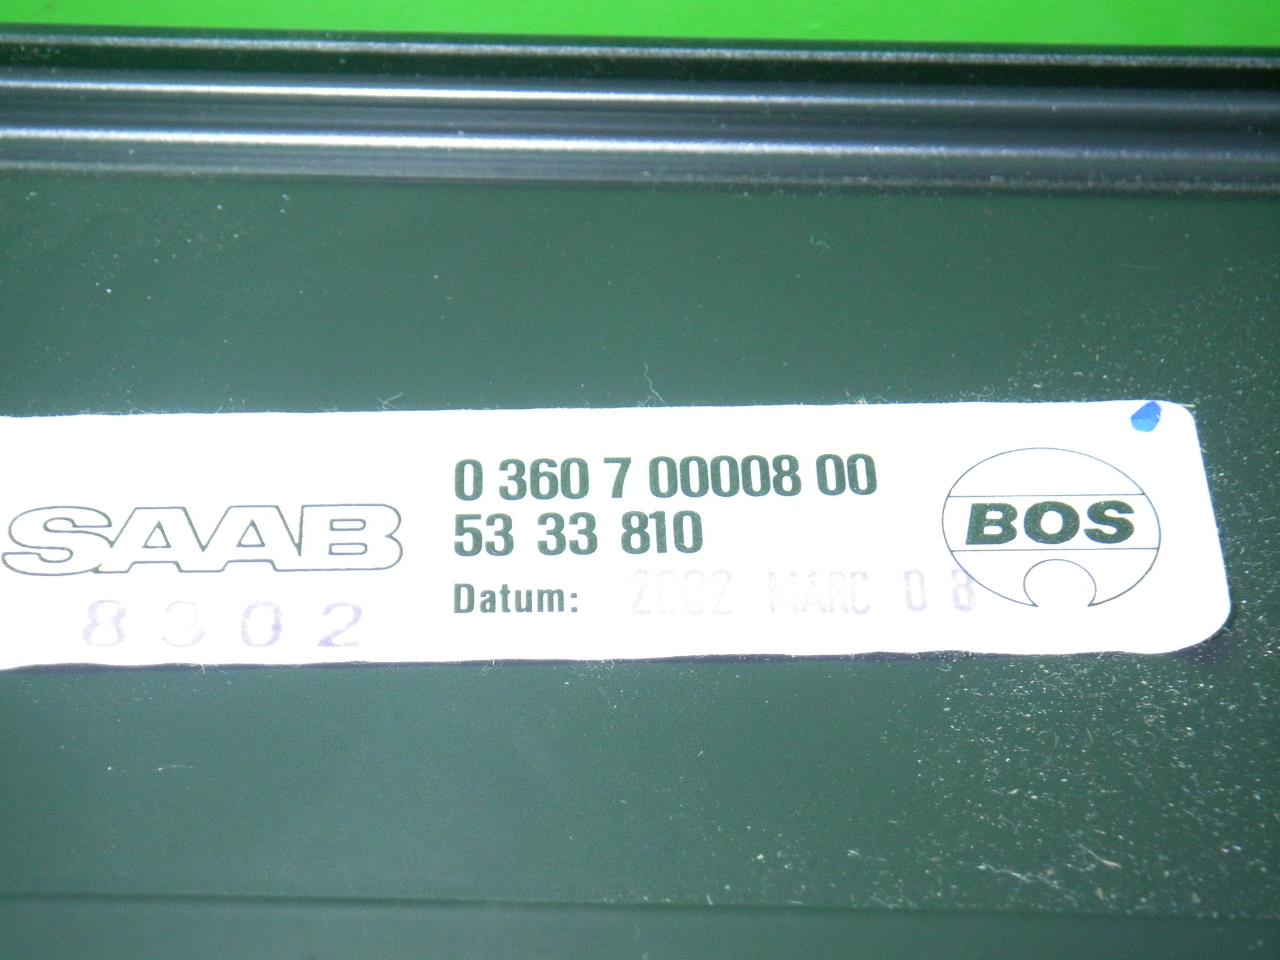 SAAB
8302
0 360 7 00008 00
53 33 810
Datum: 2002 MARC 08
BOS